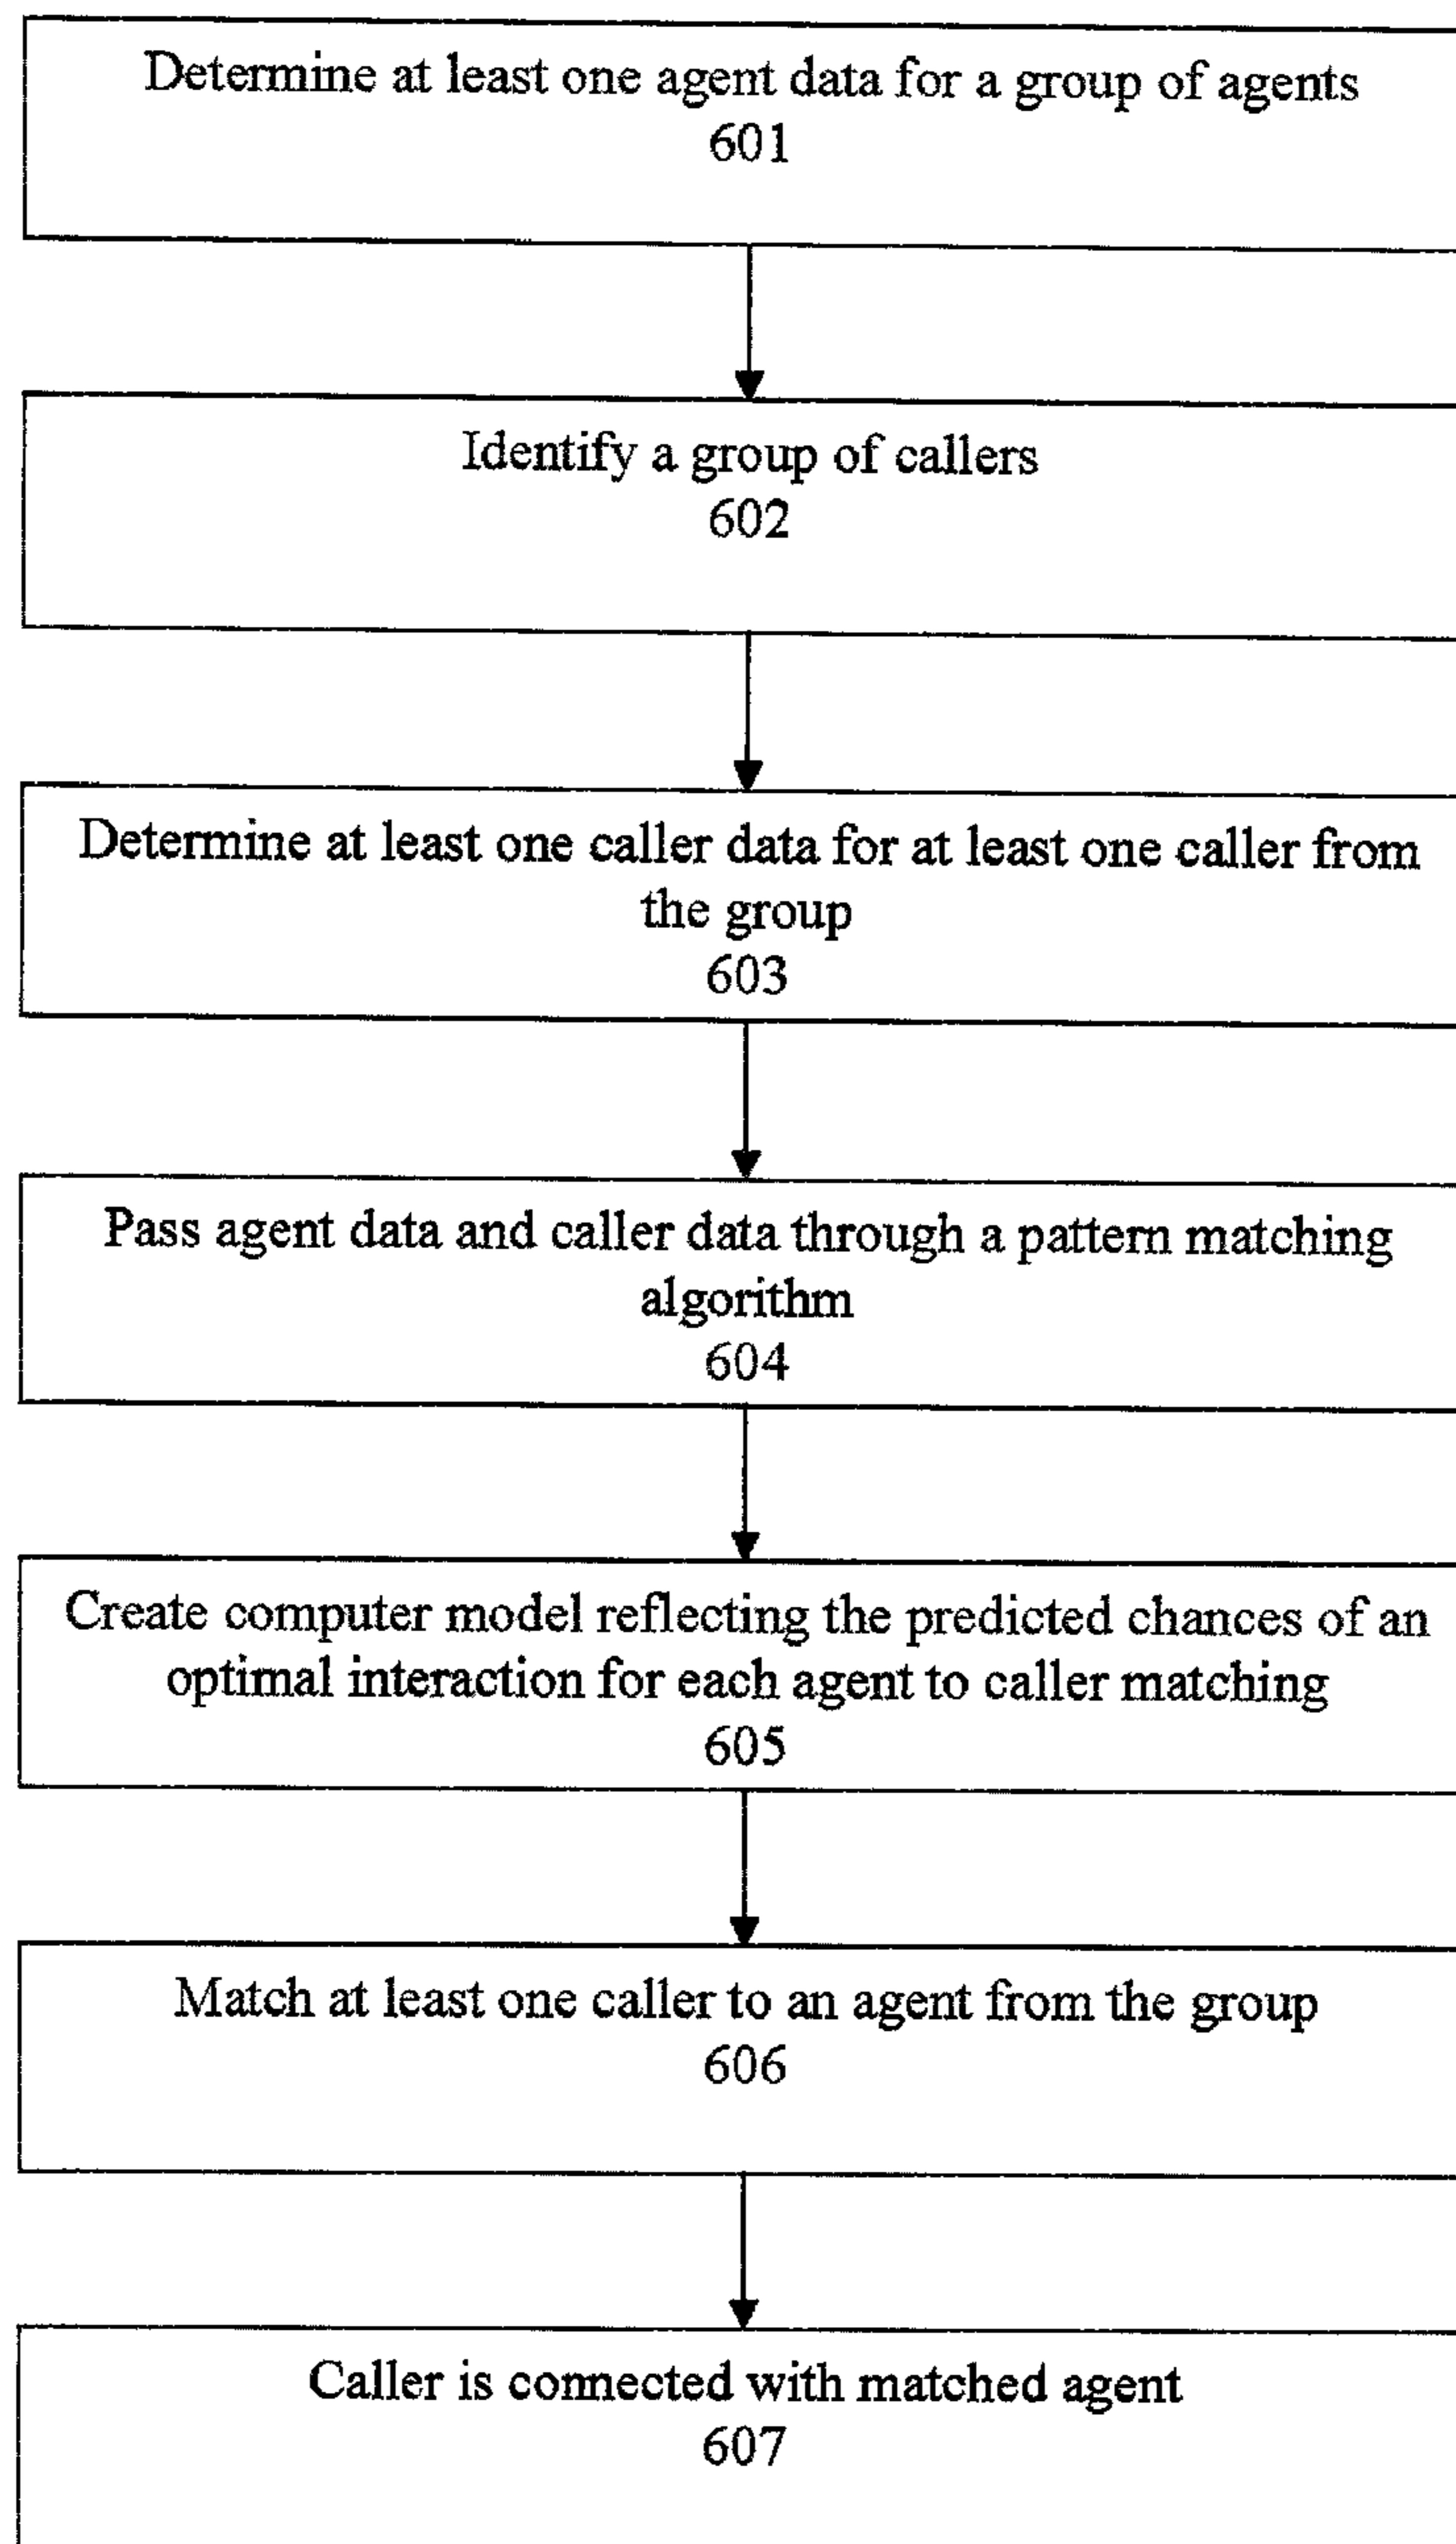 Determine at least one agent data for a group of agents
601
Identify a group of callers
602
Determine at least one caller data for at least one caller from
the group
603
Pass agent data and caller data through a pattern matching
algorithm
604
Create computer model reflecting the predicted chances of an
optimal interaction for each agent to caller matching
605
Match at least one caller to an agent from the group
606
Caller is connected with matched agent
607